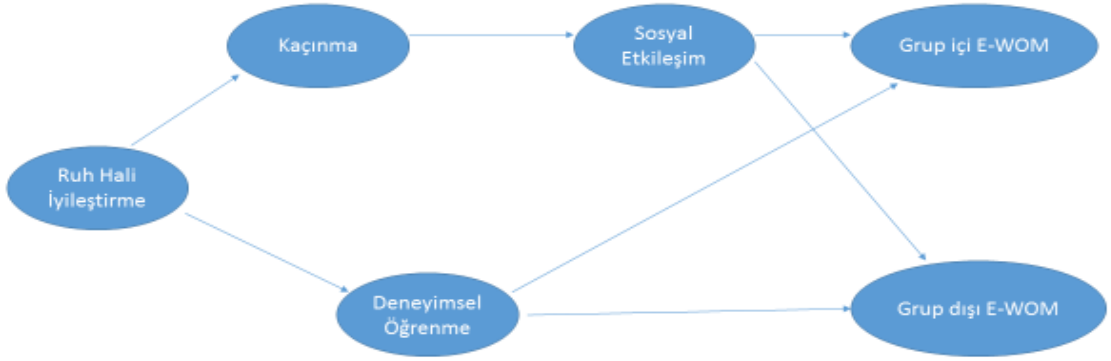 Kaçınma
Sosyal
Etkileşim
Grup içi E-WOM
Ruh Hali
İyileştirme
Deneyimsel
Öğrenme
Grup dışı E-WOM